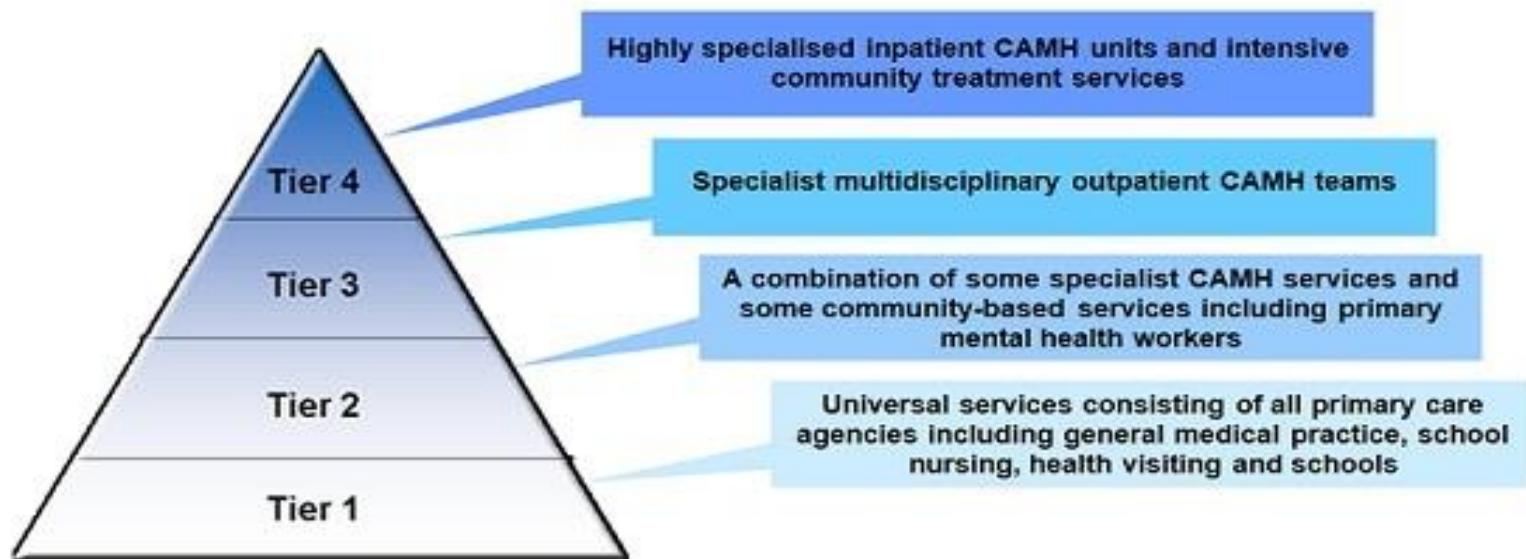 Highly specialised inpatient CAMH units and intensive
community treatment services
Tier 4
Specialist multidisciplinary outpatient CAMH teams
Tier 3
A combination of some specialist CAMH services and
some community-based services including primary
mental health workers
Tier 2
Universal services consisting of all primary care
agencies including general medical practice, school
nursing, health visiting and schools
Tier 1